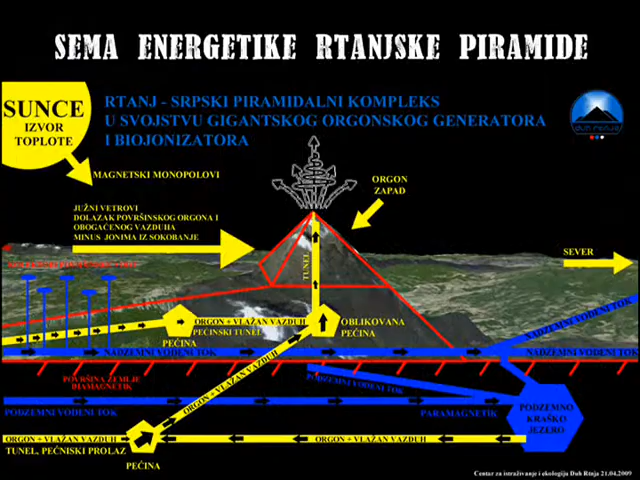 SEMA ENERGETIKE RTANJSKE PIRAMIDE
SUNCE
IZVOR
TOPLOTE
RTANJ - SRPSKI PIRAMIDALNI KOMPLEKS
U SVOJSTVU GIGANTSKOG ORGONSKOG GENERATORA
I BIOJONIZATORA
MAGNETSKI MONOPOLOVI
ORGON
ZAPAD
JUŽNI VETROVI
DOLAZAK POVRŠINSKOG ORGONA I
OBOGAĆENOG VAZDUHA
MINUS JONIMA IZ SOKOBANJE
SEVER
TUNEL
ORGON + VLAŽAN VAZDUH
PEĆINSKI TUNEL
PEĆINA
OBLIKOVANA
PEĆINA
NADZEMNI VODENI TOK
NADZEMNI VODENI TOK
NADZEMNI VODENI TOK
POVRŠINA ZEMLJE
DIAMAGNETIK
ORGON + VLAŽAN VAZDUH
PODZEMNI VODENI TOK
PODZEMNI VODENI TOK
PARAMAGNETIK
PODZEMNO
KRAŠKO
JEZERO
ORGON + VLAŽAN VAZDUH
ORGON + VLAŽAN VAZDUH
TUNEL, PEĆNISKI PROLAZ
PEĆINA
Centar za istraživanje i ekologiju Duh Rtnja 21.04.2009